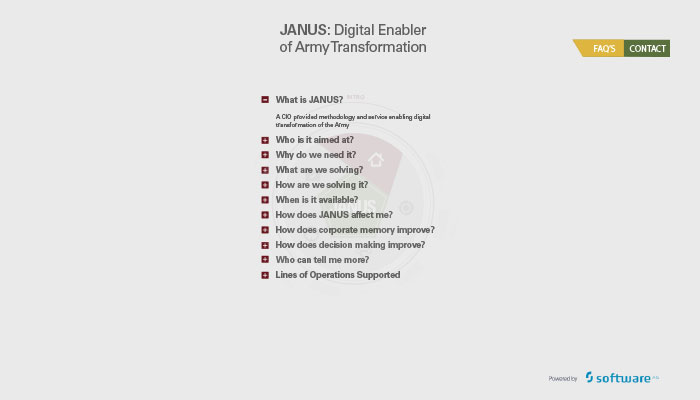 JANUS: Digital Enabler
of Army Transformation
FAQ'S CONTACT
What is JANUS?
INTRO
A CIO provided methodology and service enabling digital
transformation of the Army
Who is it aimed at?
Why do we need it?
What are we solving?
How are we solving it?
When is it available?
JANUS
How does JANUS affect me?
How does corporate memory improve?
How does decision making improve?
Who can tell me more?
Lines of Operations Supported
Powered by software AG